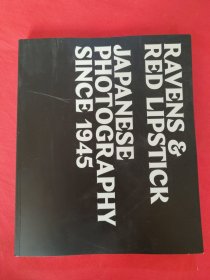 RAVENS &
RED LIPSTICK
JAPANESE
PHOTOGRAPHY
SINCE 1945